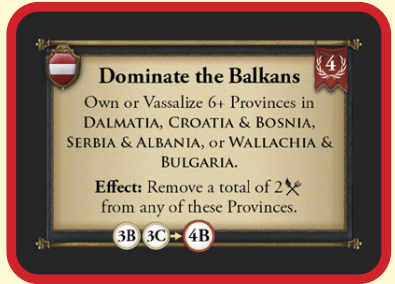 Dominate the Balkans
4
Own or Vassalize 6+ Provinces in
DALMATIA, CROATIA & BOSNIA,
SERBIA & ALBANIA, or WALLACHIA &
BULGARIA.
Effect: Remove a total of 2
from any of these Provinces.
3B 3C 4B